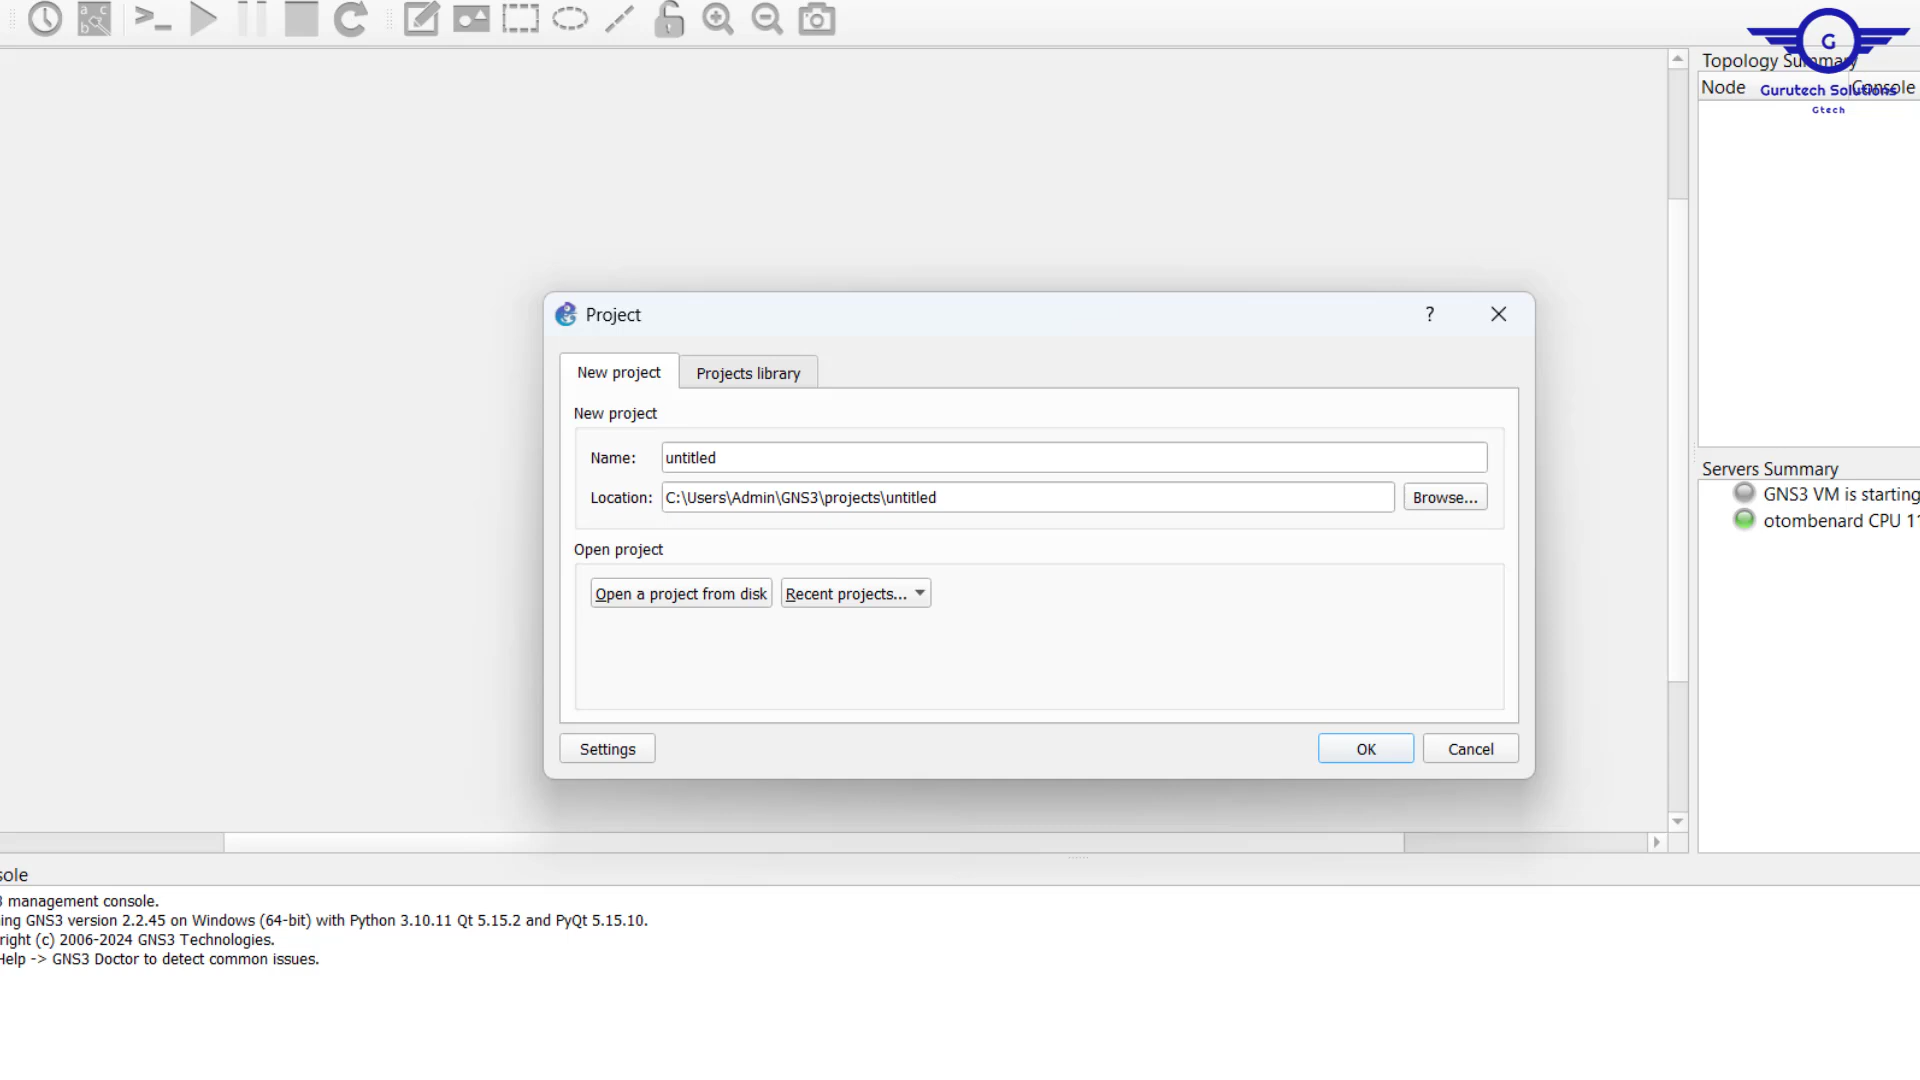 G
Gurutech Solutions
Gtech
Topology Summary
Node
Console
Project
?
New project
Projects library
New project
Name:
untitled
Location:
C:\Users\Admin\GNS3\projects\untitled
Browse...
Open project
Open a project from disk
Recent projects...
Settings
OK
Cancel
Servers Summary
GNS3 VM is starting
otombenard CPU 11
sole
3 management console.
ing GNS3 version 2.2.45 on Windows (64-bit) with Python 3.10.11 Qt 5.15.2 and PyQt 5.15.10.
right (c) 2006-2024 GNS3 Technologies.
Help -> GNS3 Doctor to detect common issues.